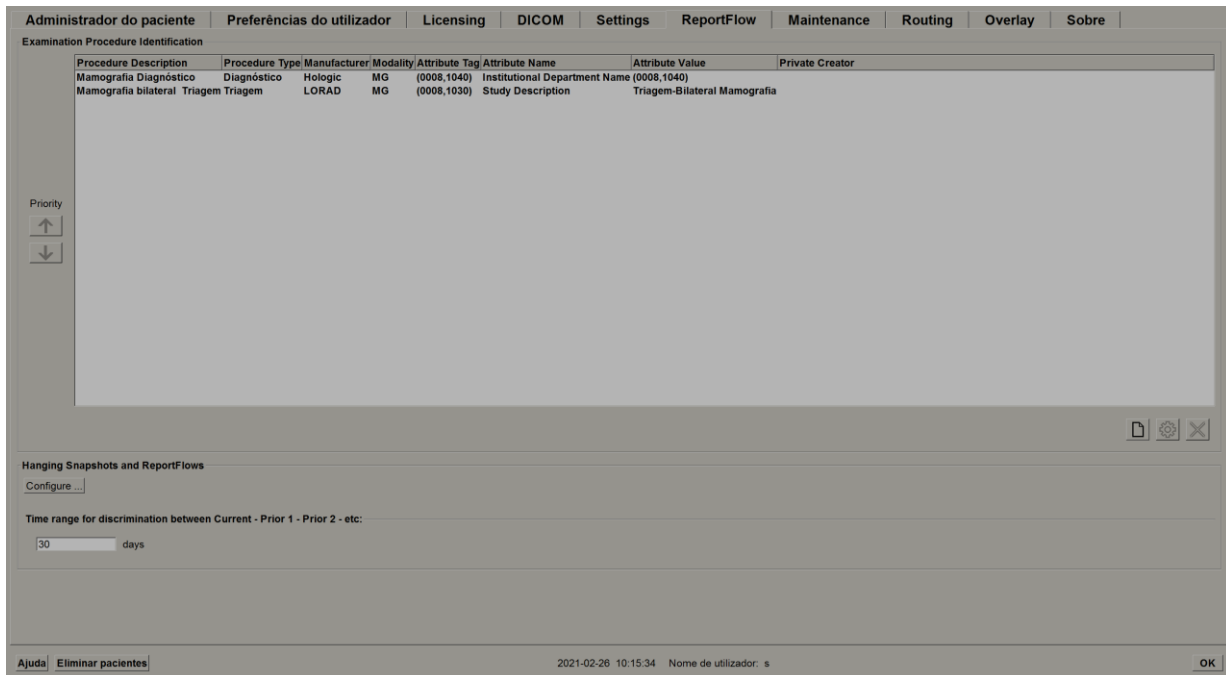 Administrador do paciente Preferências do utilizador Licensing DICOM Settings ReportFlow Maintenance Routing Overlay Sobre
Examination Procedure Identification
Procedure Description Procedure Type Manufacturer Modality Attribute Tag Attribute Name Attribute Value Private Creator
Mamografia Diagnóstico Diagnóstico Hologic MG (0008,1040) Institutional Department Name (0008,1040)
Mamografia bilateral Triagem Triagem LORAD MG (0008,1030) Study Description Triagem-Bilateral Mamografia
Priority
Hanging Snapshots and ReportFlows
Configure ...
Time range for discrimination between Current - Prior 1 - Prior 2 - etc:
30 days
Ajuda Eliminar pacientes 2021-02-26 10:15:34 Nome de utilizador: s OK